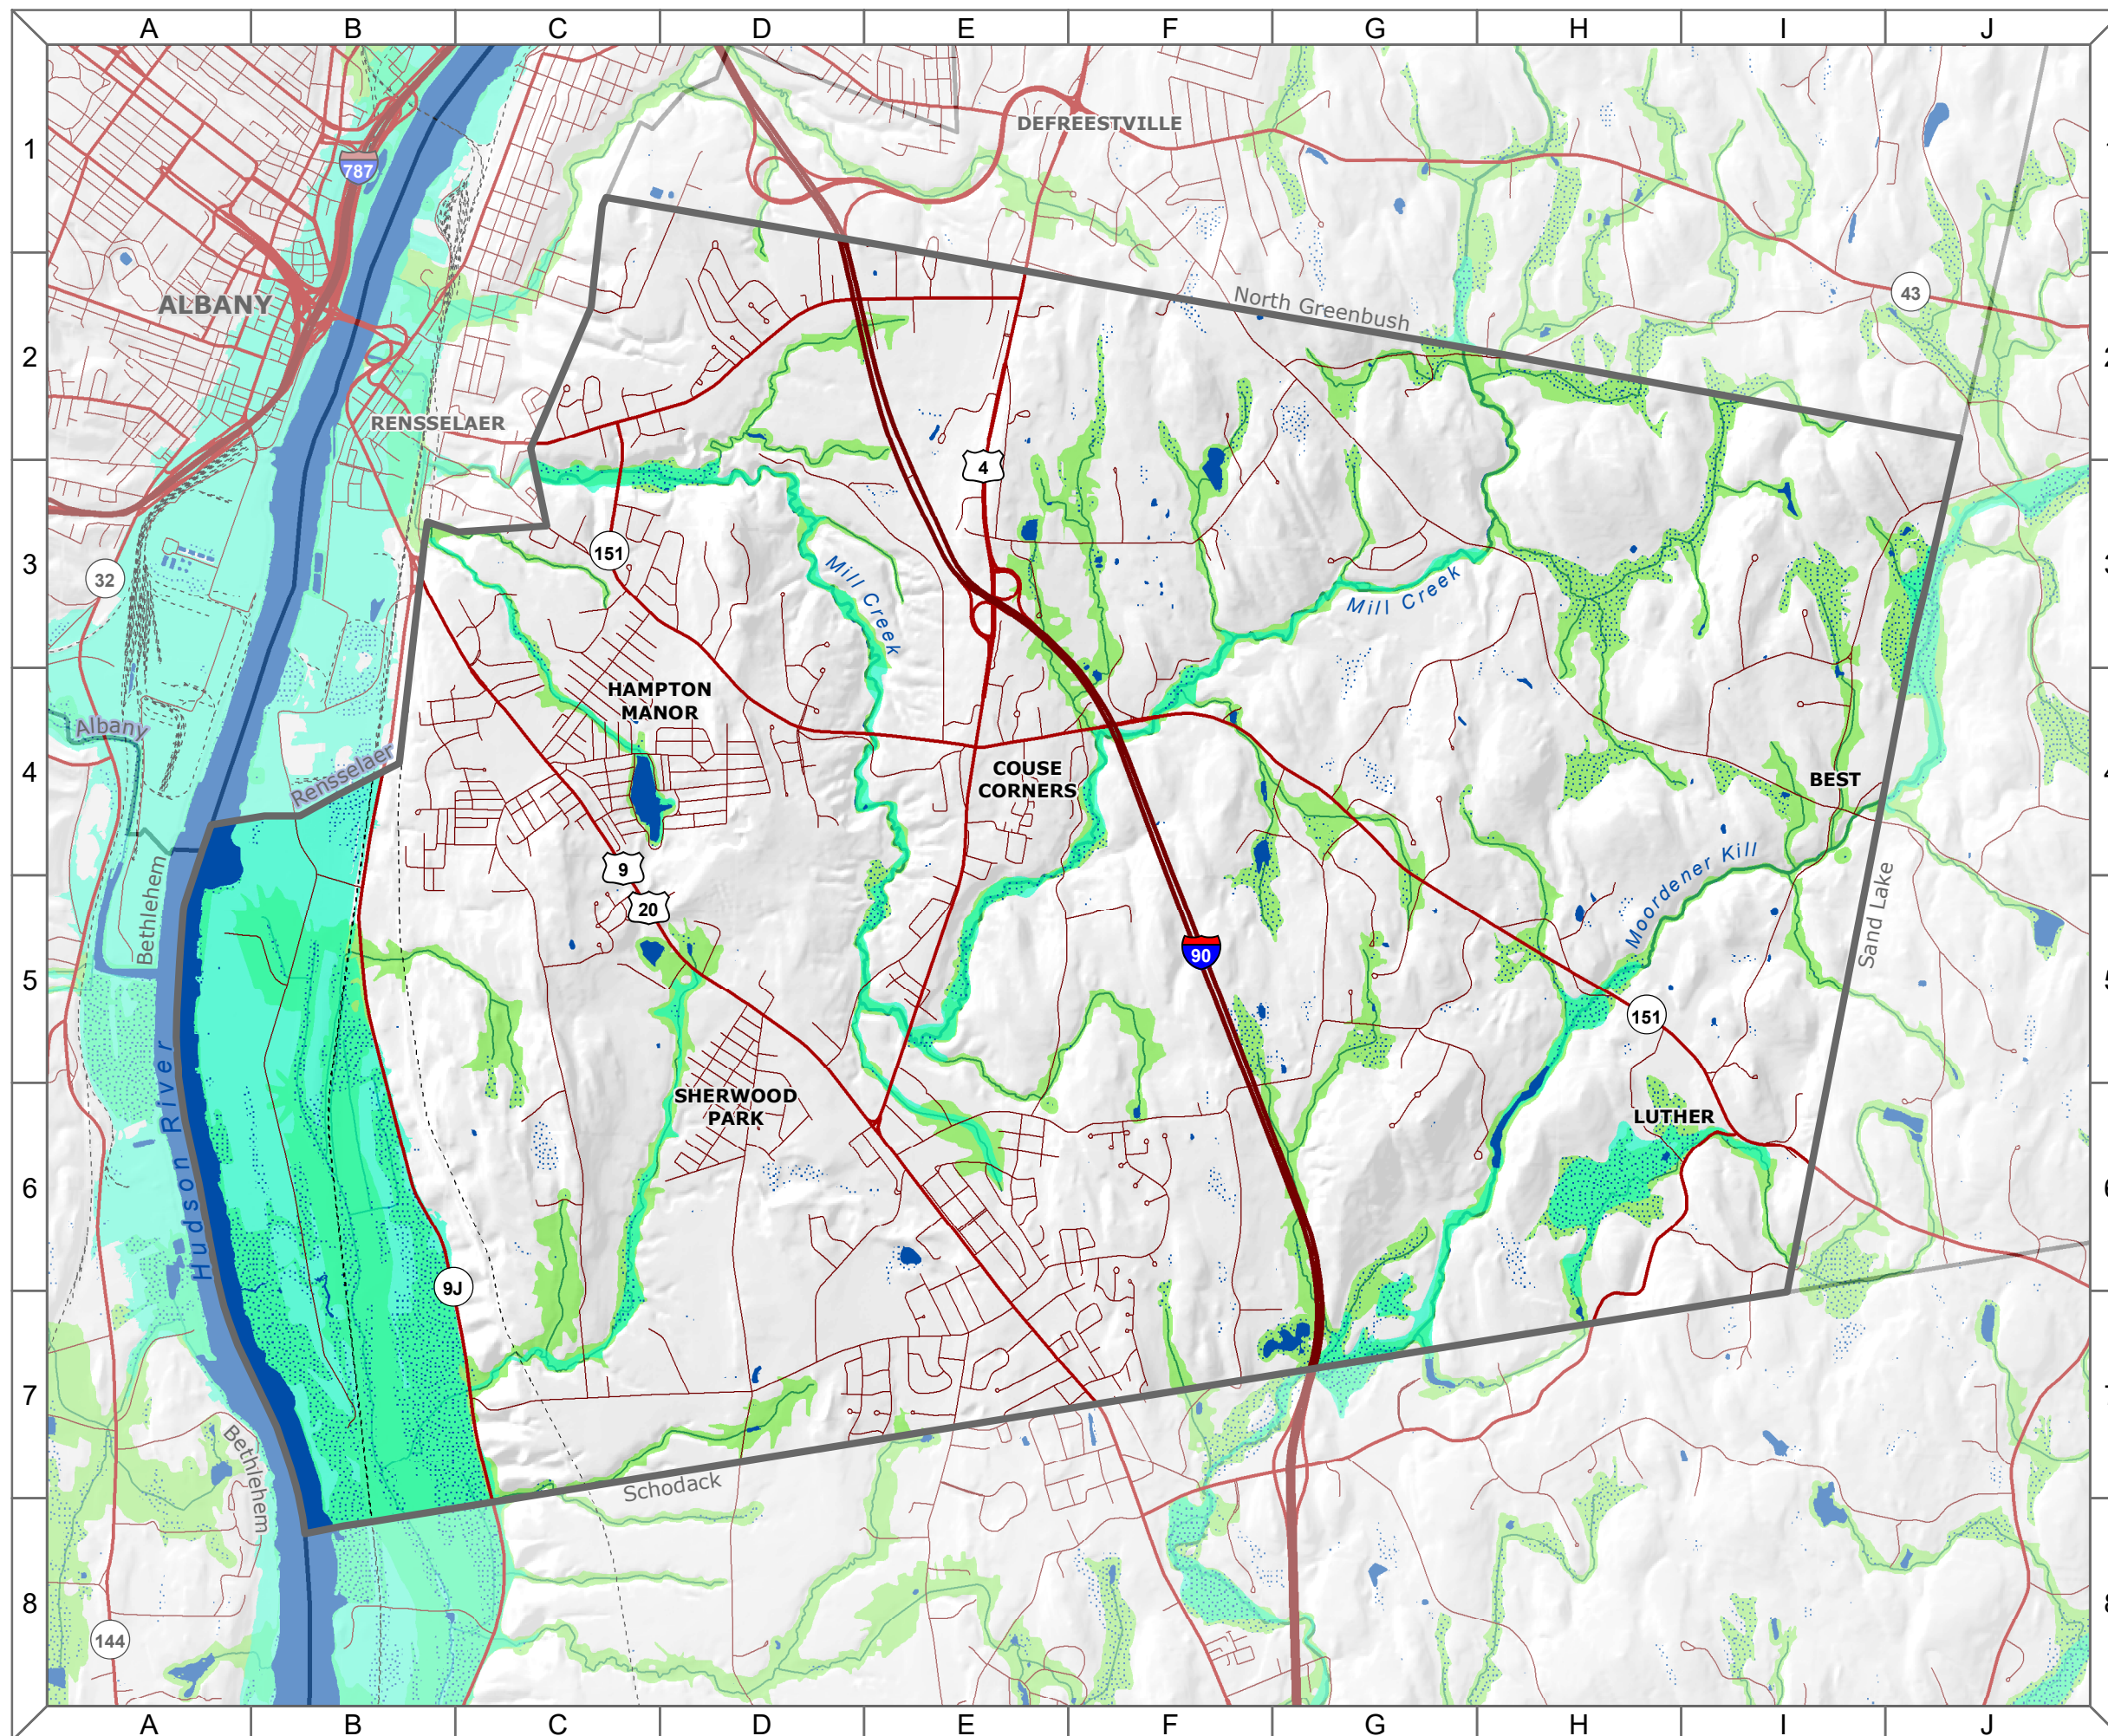 A B C D E F G H I J
1
DEFREESTVILLE
787
ALBANY
2
North Greenbush
43
2
RENSSELAER
4
3
32
151
Mill Creek
Mill Creek
HAMPTON
MANOR
4
Albany
Rensselaer
COUSE
CORNERS
BEST
9
20
Bethlehem
Moordener Kill
Sand Lake
5
90
151
Hudson River
SHERWOOD
PARK
LUTHER
6
9J
7
7
Bethlehem
Schodack
8
144
A B C D E F G H I J